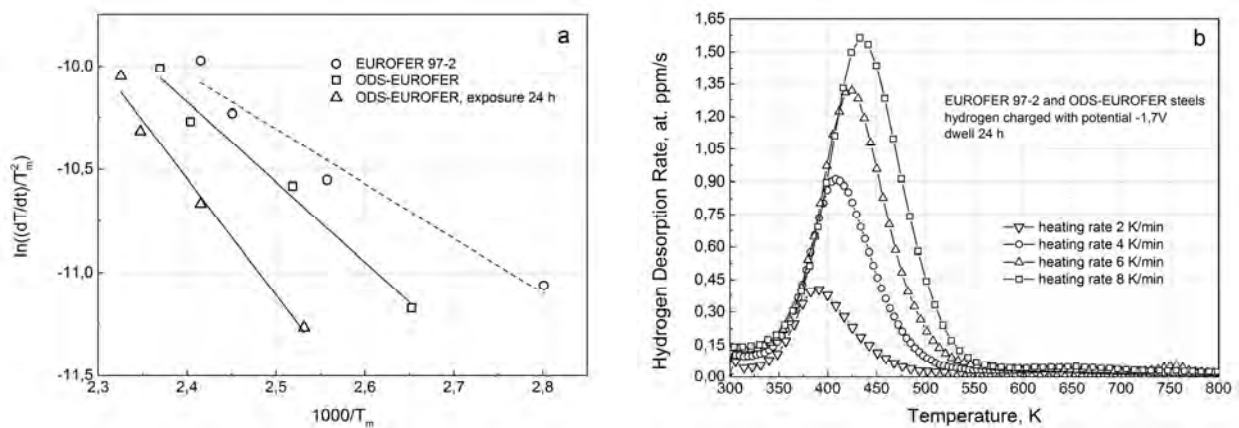 a
EUROFER 97-2
ODS-EUROFER
ODS-EUROFER, exposure 24 h
ln((dT/dt)/T²m)
-10.0
-10.5
-11.0
-11.5
2,3
2,4
2,5
2,6
2,7
2,8
1000/Tm
b
EUROFER 97-2 and ODS-EUROFER steels
hydrogen charged with potential -1,7V
dwell 24 h
heating rate 2 K/min
heating rate 4 K/min
heating rate 6 K/min
heating rate 8 K/min
Hydrogen Desorption Rate, at. ppm/s
1,65
1,50
1,35
1,20
1,05
0,90
0,75
0,60
0,45
0,30
0,15
0,00
300
400
450
500
550
600
650
700
750
800
Temperature, K